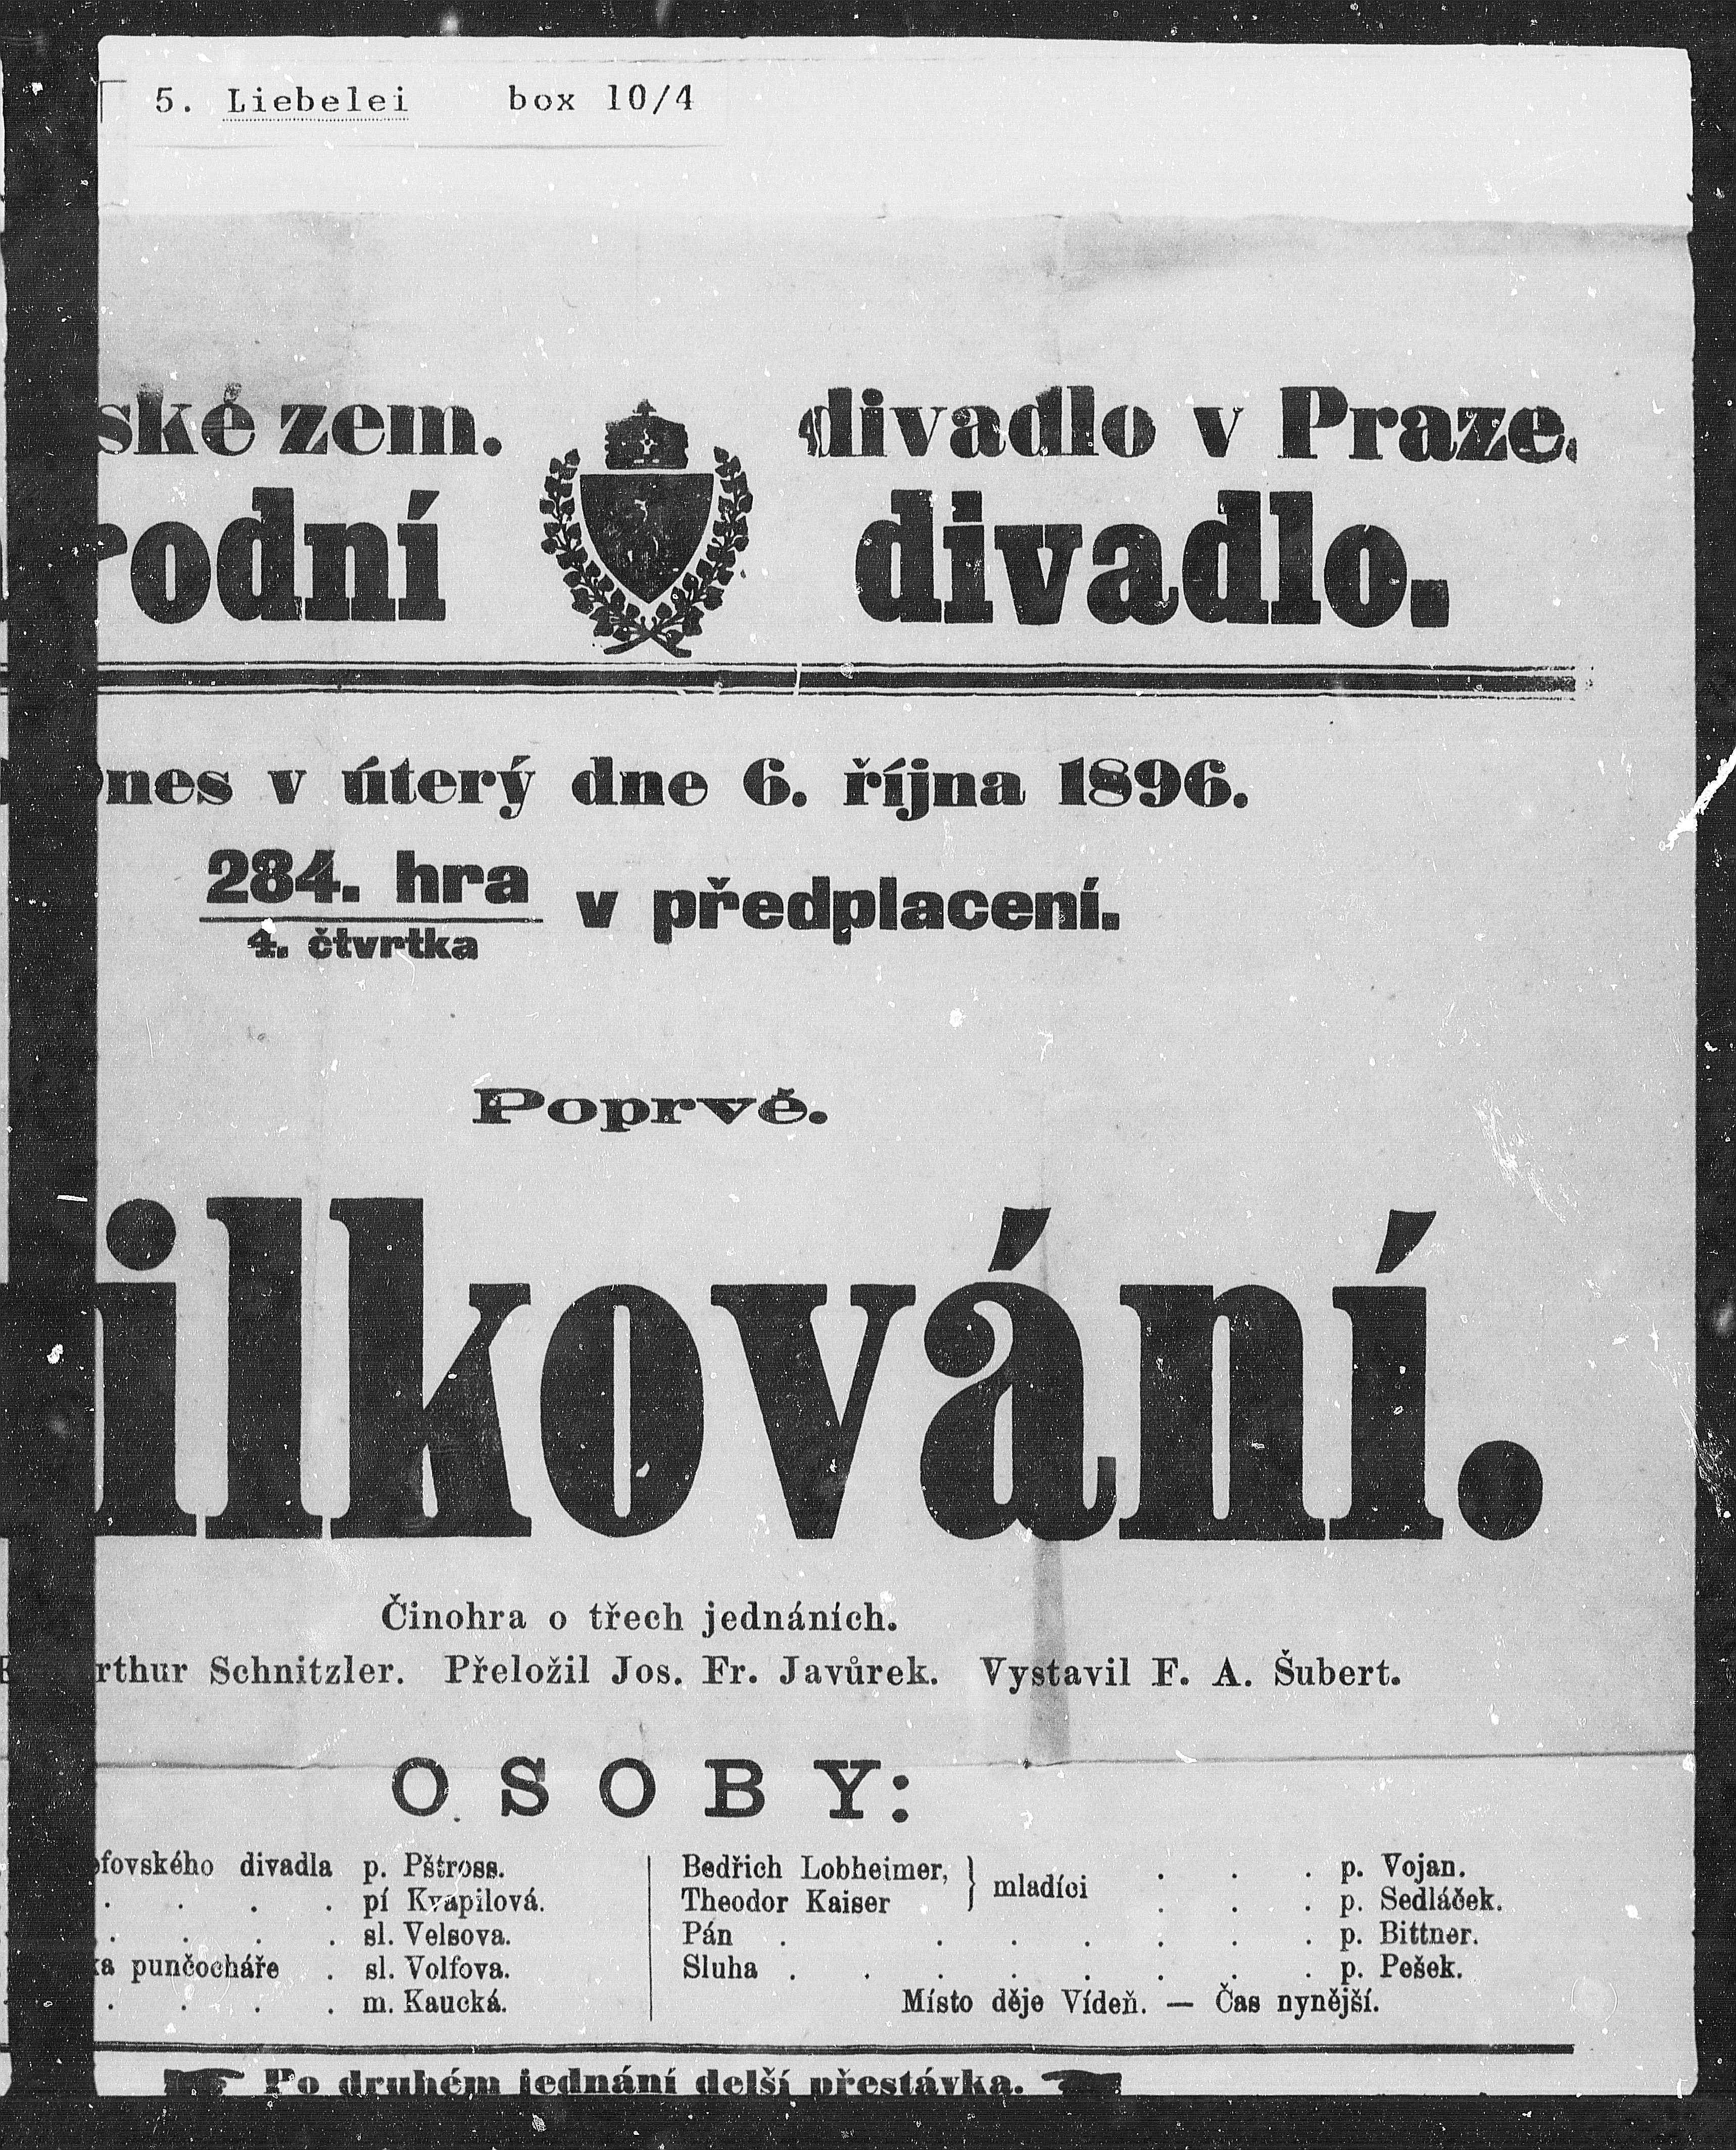 5. Liebelei box 10/4
ské zem. divadlo v Praze.
rodní divadlo.
nes v úterý dne 6. října 1896.
284. hra
4. čtvrtka
v předplacení.
Poprvé.
ilkování.
Činohra o třech jednáních.
rthur Schnitzler. Přeložil Jos. Fr. Javůrek. Vystavil F. A. Šubert.
OSOBY:
ofovského divadla p. Pštross.
. . . . pí Kvapilová.
. . . . sl. Velsova.
ka punčocháře . sl. Volfova.
. . . . m. Kaucká.
Bedřich Lobheimer, } mladíci . . . p. Vojan.
Theodor Kaiser . . . p. Sedláček.
Pán . . . . . . . p. Bittner.
Sluha . . . . . . . . p. Pešek.
Místo děje Vídeň. — Čas nynější.
Po druhém jednání delší přestávka.